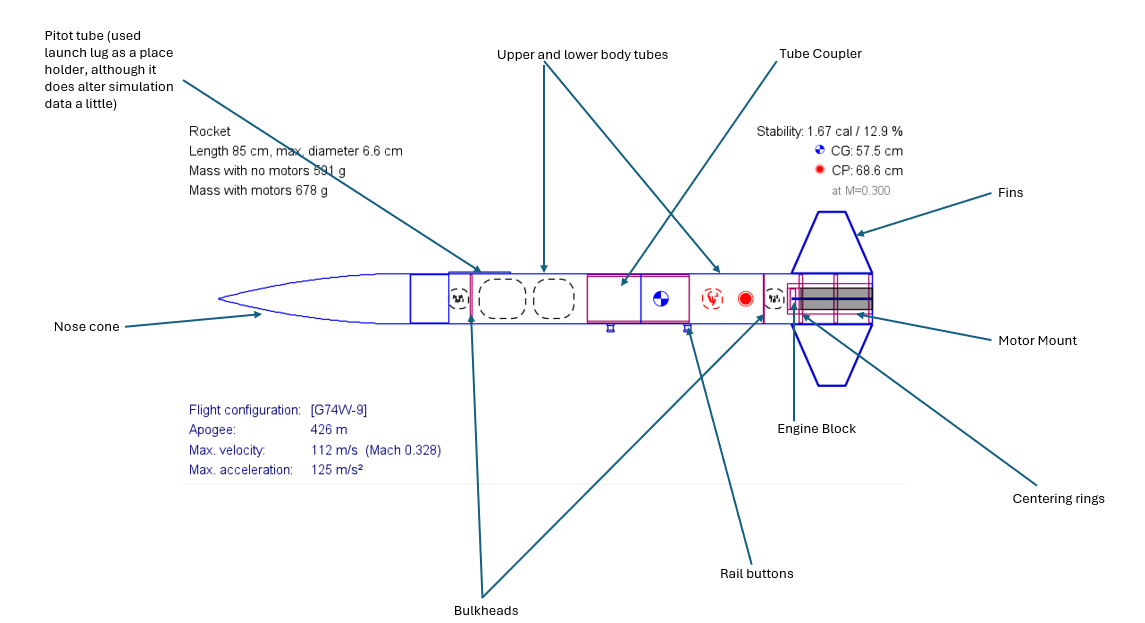 Pitot tube (used
launch lug as a place
holder, although it
does alter simulation
data a little)
Upper and lower body tubes
Tube Coupler
Rocket
Length 85 cm, max. diameter 6.6 cm
Mass with no motors 591 g
Mass with motors 678 g
Stability: 1.67 cal / 12.9 %
CG: 57.5 cm
CP: 68.6 cm
at M=0.300
Fins
Nose cone
Motor Mount
Flight configuration: [G74W-9]
Apogee: 426 m
Max. velocity: 112 m/s (Mach 0.328)
Max. acceleration: 125 m/s²
Engine Block
Centering rings
Rail buttons
Bulkheads